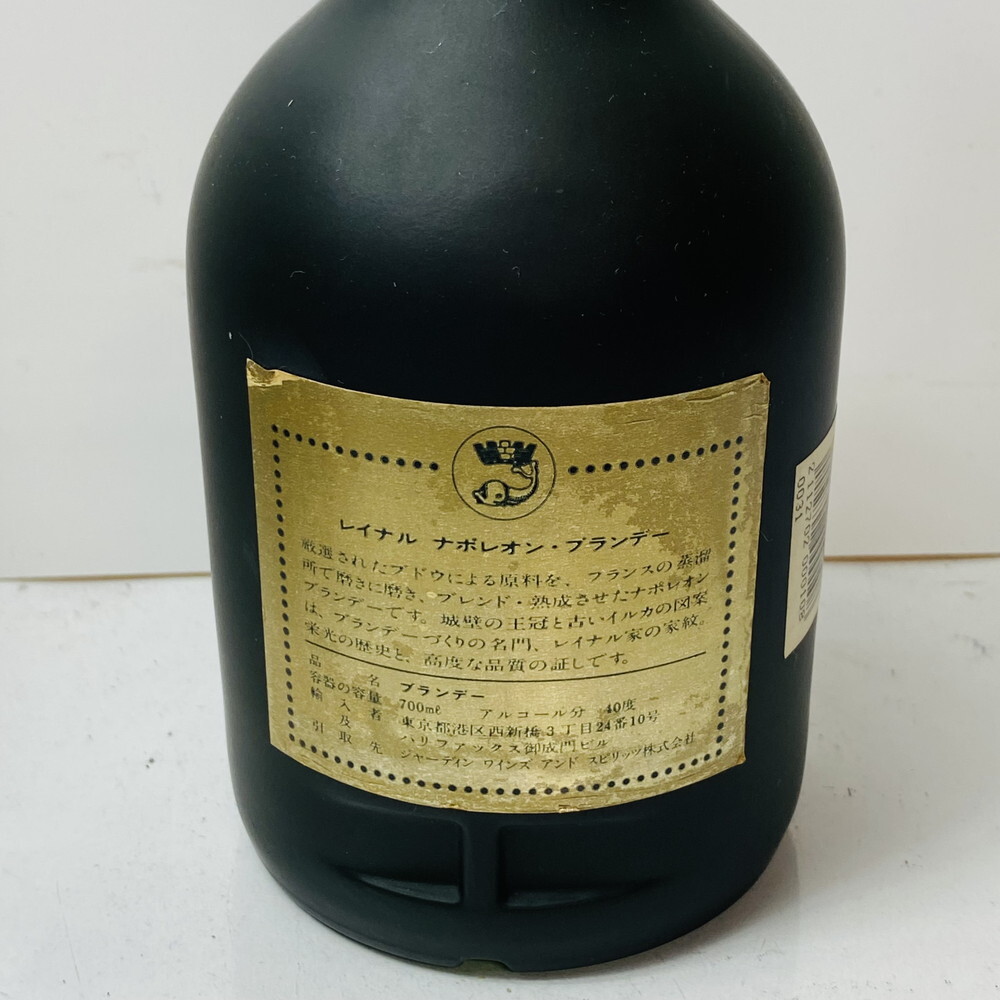 レイナル ナポレオン・ブランデー
厳選されたブドウによる原料を、フランスの蒸溜
所で磨きに磨き、ブレンド・熟成させたナポレオン
ブランデーです。城壁の王冠と古いイルカの図案
は、ブランデーづくりの名門、レイナル家の家紋。
栄光の歴史と、高度な品質の証しです。
品名 ブランデー
容器の容量 700mℓ アルコール分 40度
輸入者 東京都港区西新橋3丁目24番10号
及 ハリファックス御成門ビル
引取先 ジャーディン ワインズ アンド スピリッツ株式会社
0031